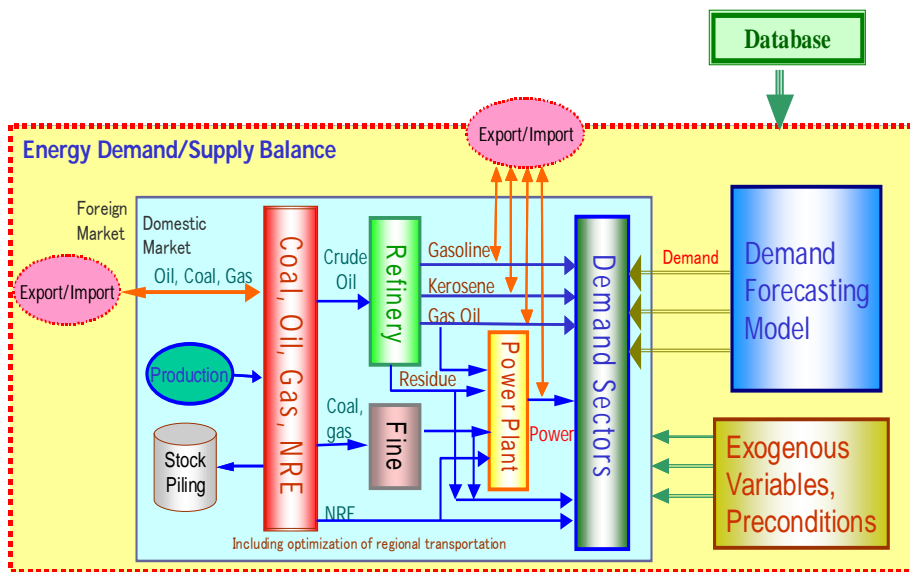 Database
Export/Import
Energy Demand/Supply Balance
Foreign
Market
Domestic
Market
Oil, Coal, Gas
Export/Import
Production
Stock
Piling
Coal, Oil, Gas, NRE
Crude
Oil
Refinery
Gasoline
Kerosene
Gas Oil
Residue
Coal,
gas
Fine
Power Plant
Power
NRE
Demand Sectors
Including optimization of regional transportation
Demand
Demand
Forecasting
Model
Exogenous
Variables,
Preconditions